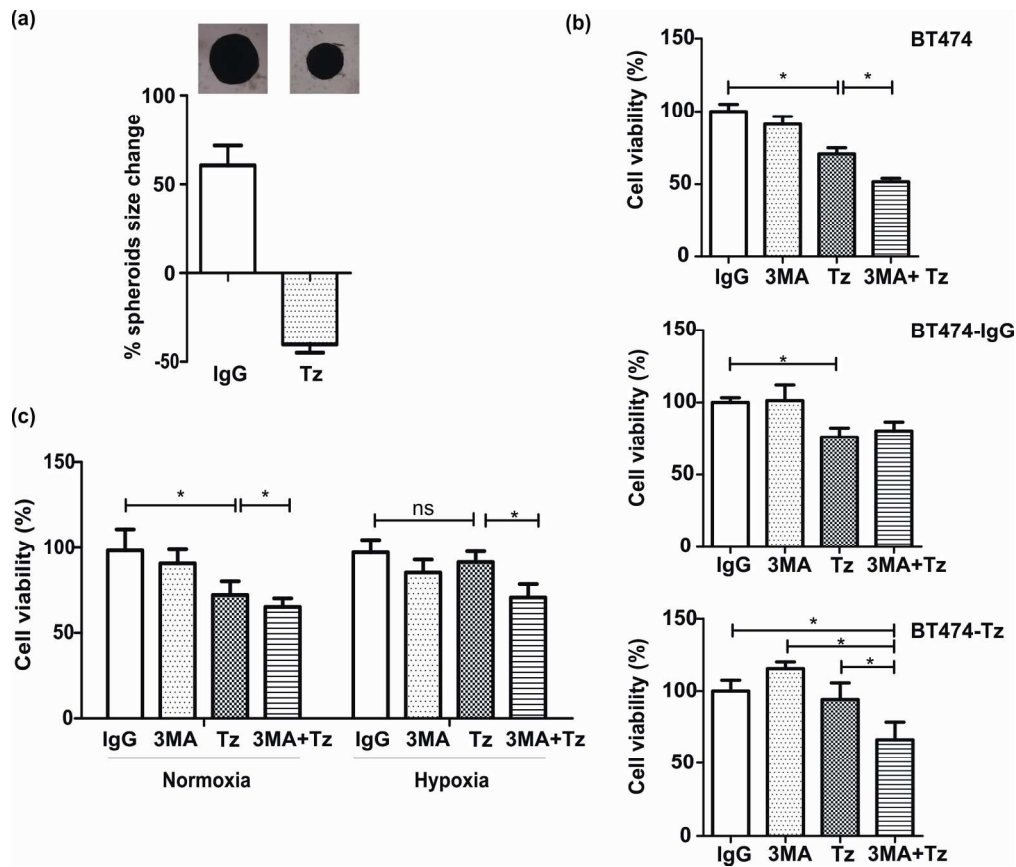 (a)
% spheroids size change
100
50
0
-50
IgG Tz
(b)
BT474
Cell viability (%)
150
100
50
0
IgG 3MA Tz 3MA+ Tz
* *
BT474-IgG
Cell viability (%)
150
100
50
0
IgG 3MA Tz 3MA+Tz
*
BT474-Tz
Cell viability (%)
150
100
50
0
IgG 3MA Tz 3MA+Tz
*
*
*
(c)
Cell viability (%)
150
100
50
0
* * ns *
IgG 3MA Tz 3MA+Tz IgG 3MA Tz 3MA+Tz
Normoxia Hypoxia